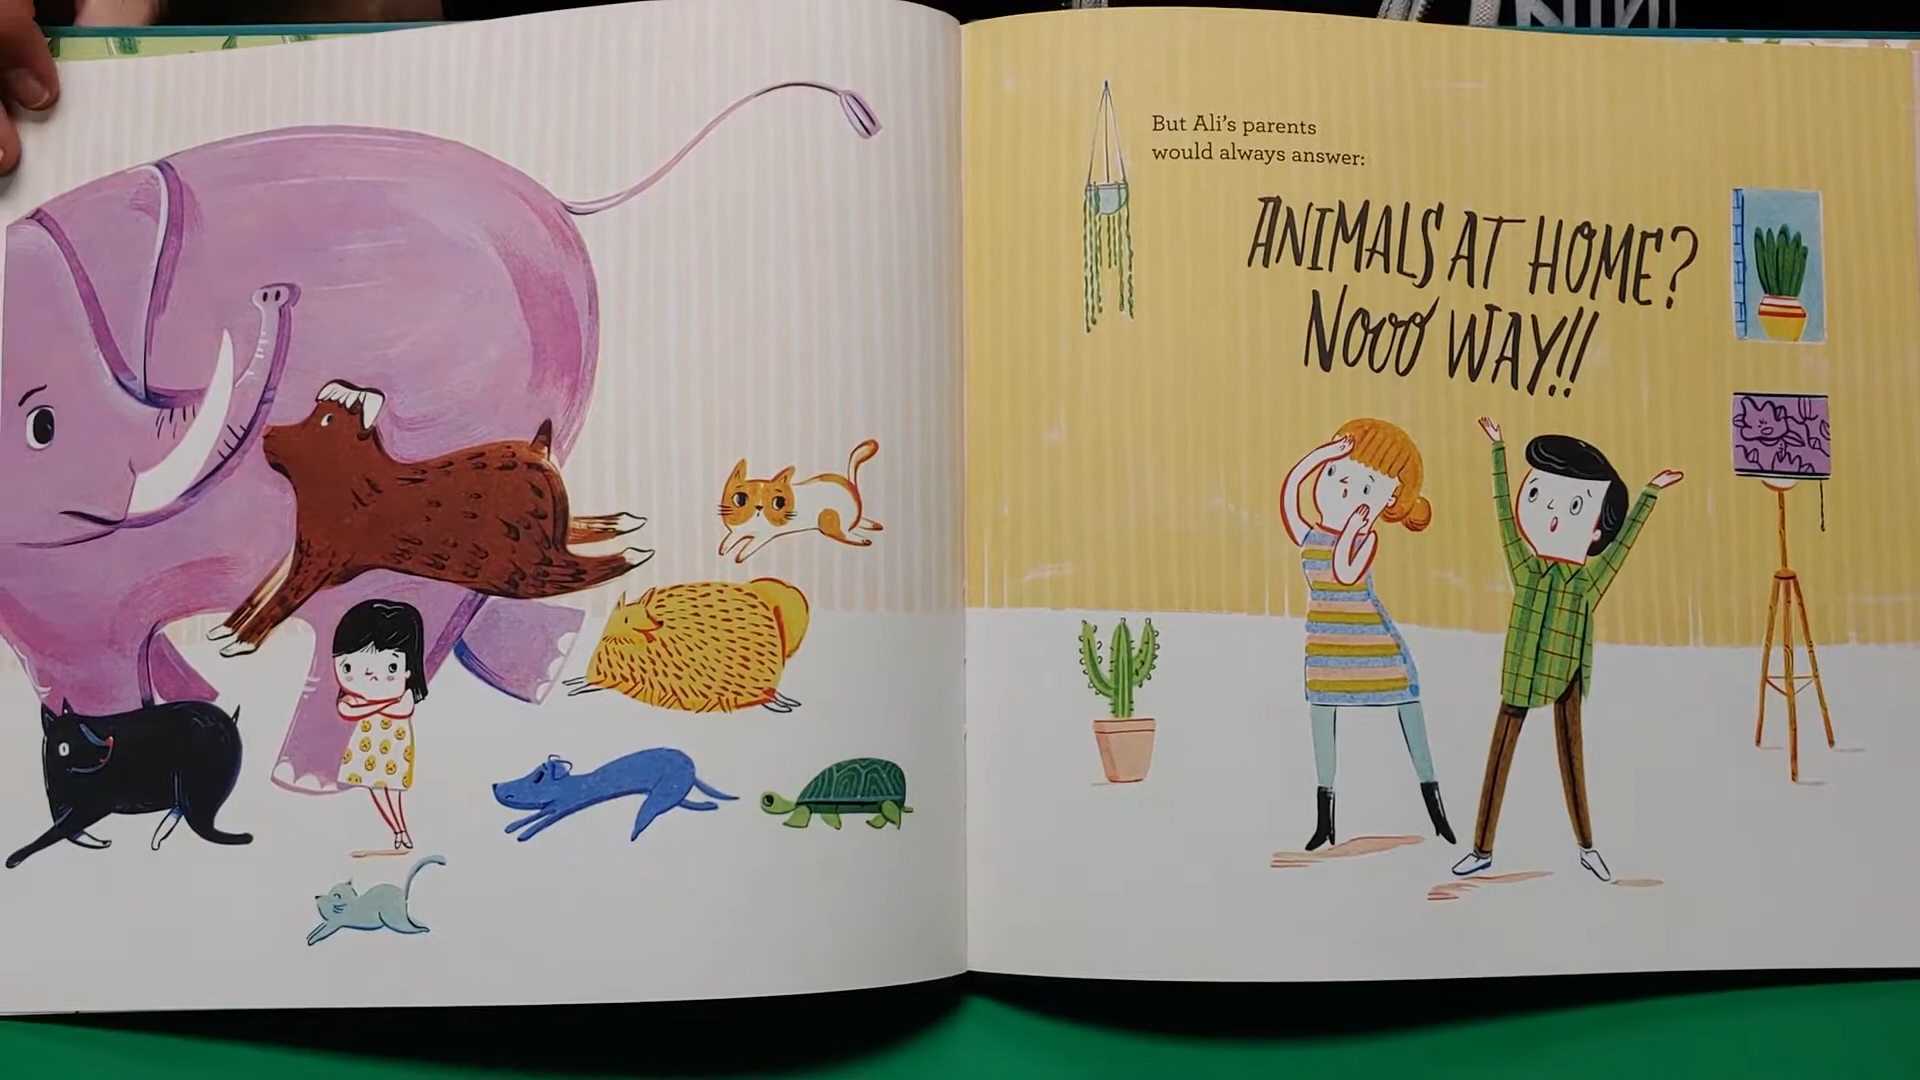 But Ali's parents
would always answer:
ANIMALS AT HOME?
NOOO WAY!!